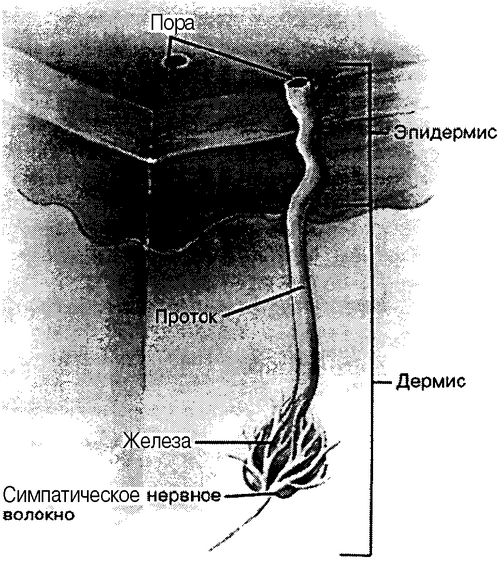 Пора
Эпидермис
Проток
Дермис
Железа
Симпатическое нервное
волокно